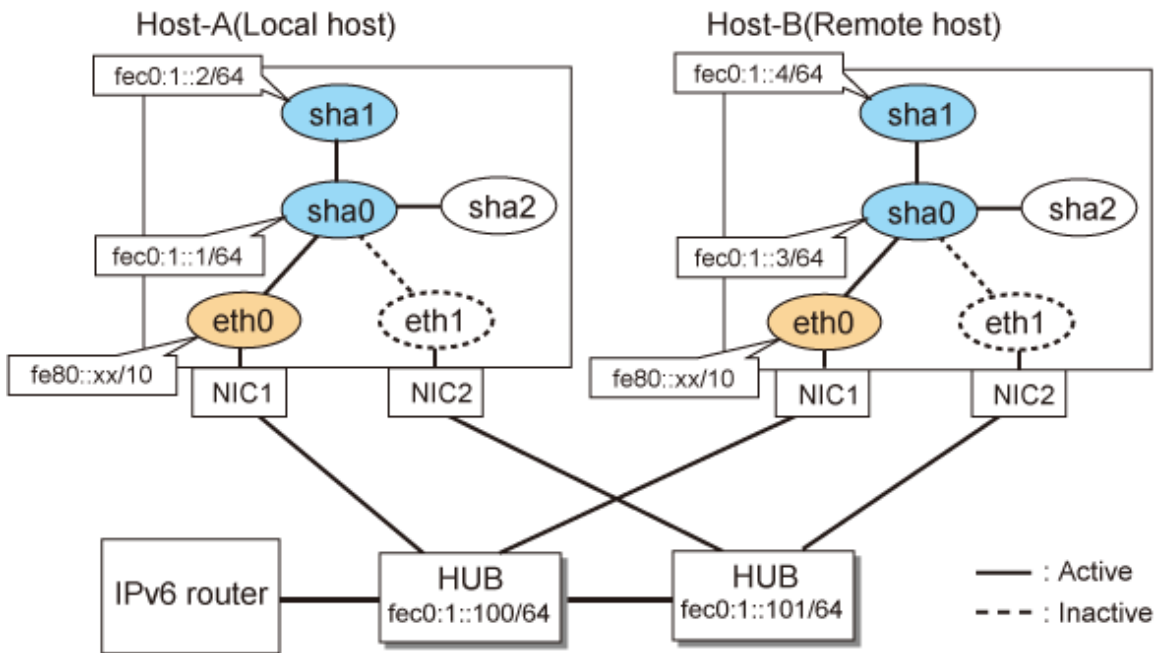 Host-A(Local host)
Host-B(Remote host)
fec0:1::2/64
sha1
sha0
sha2
fec0:1::1/64
eth0
eth1
fe80::xx/10
NIC1
NIC2
fec0:1::4/64
sha1
sha0
sha2
fec0:1::3/64
eth0
eth1
fe80::xx/10
NIC1
NIC2
IPv6 router
HUB
fec0:1::100/64
HUB
fec0:1::101/64
: Active
: Inactive